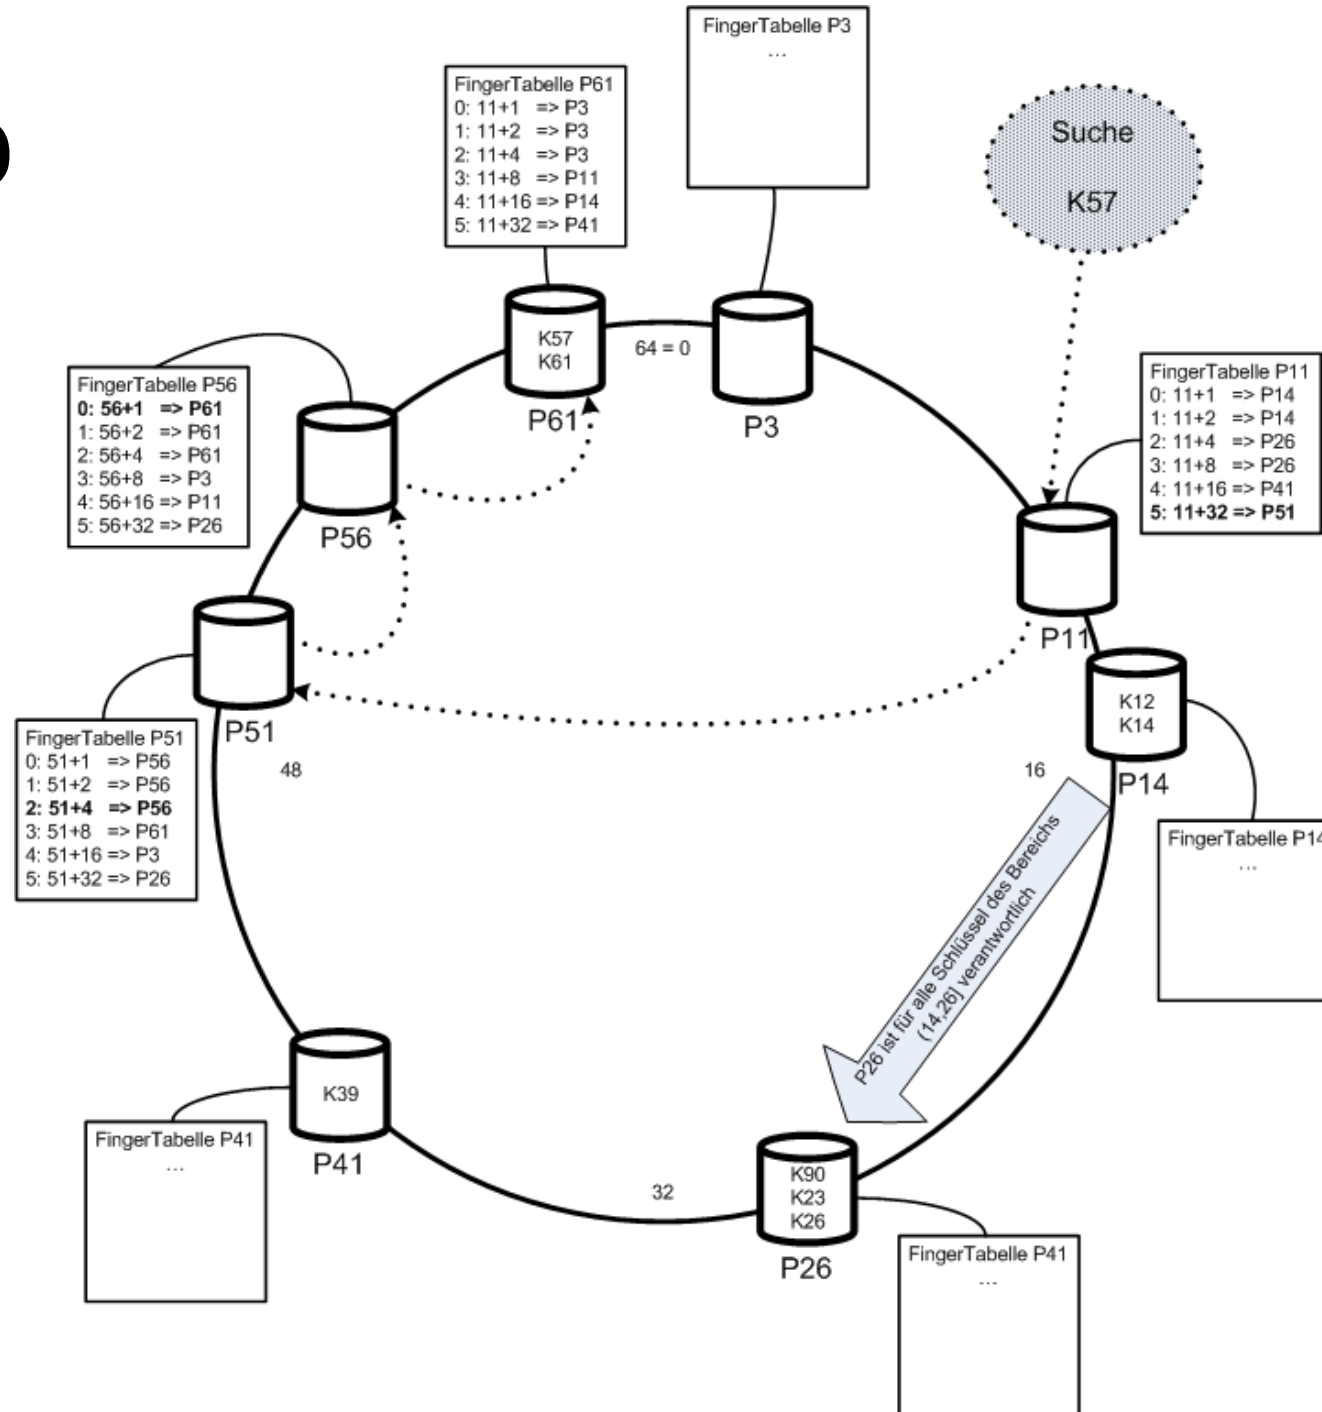 FingerTabelle P3
...
FingerTabelle P61
0: 11+1 => P3
1: 11+2 => P3
2: 11+4 => P3
3: 11+8 => P11
4: 11+16 => P14
5: 11+32 => P41
Suche
K57
K57
K61
P61
64 = 0
P3
FingerTabelle P56
0: 56+1 => P61
1: 56+2 => P61
2: 56+4 => P61
3: 56+8 => P3
4: 56+16 => P11
5: 56+32 => P26
P56
FingerTabelle P11
0: 11+1 => P14
1: 11+2 => P14
2: 11+4 => P26
3: 11+8 => P26
4: 11+16 => P41
5: 11+32 => P51
P11
P51
FingerTabelle P51
0: 51+1 => P56
1: 51+2 => P56
2: 51+4 => P56
3: 51+8 => P61
4: 51+16 => P3
5: 51+32 => P26
48
16
K12
K14
P14
FingerTabelle P14
...
P26 ist für alle Schlüssel des Bereichs
(14,26] verantwortlich
K39
P41
FingerTabelle P41
...
32
K90
K23
K26
P26
FingerTabelle P41
...